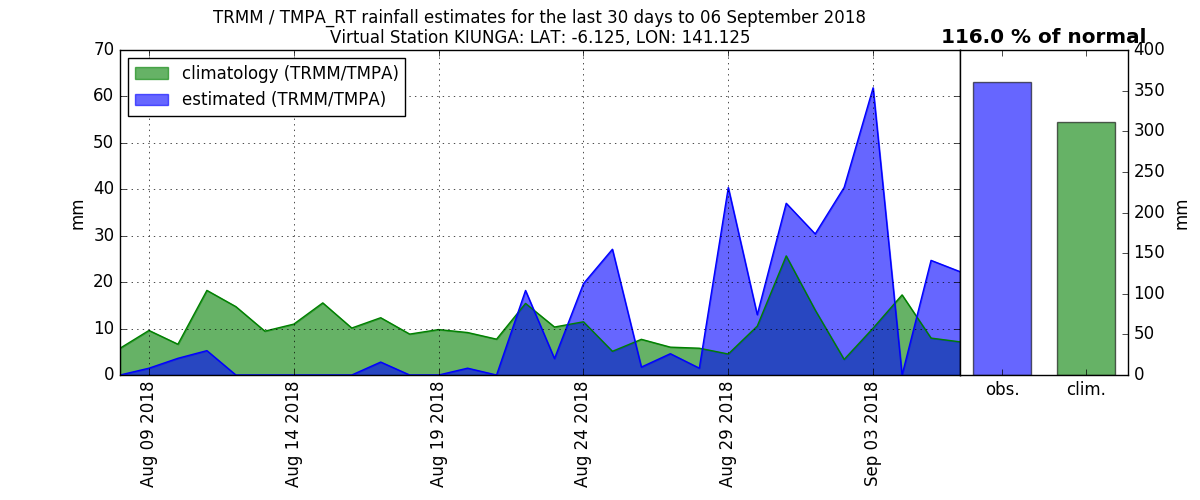 TRMM / TMPA_RT rainfall estimates for the last 30 days to 06 September 2018
Virtual Station KIUNGA: LAT: -6.125, LON: 141.125
116.0 % of normal
climatology (TRMM/TMPA)
estimated (TRMM/TMPA)
70
60
50
40
30
20
10
0
mm
Aug 09 2018
Aug 14 2018
Aug 19 2018
Aug 24 2018
Aug 29 2018
Sep 03 2018
obs.
clim.
400
350
300
250
200
150
100
50
0
mm